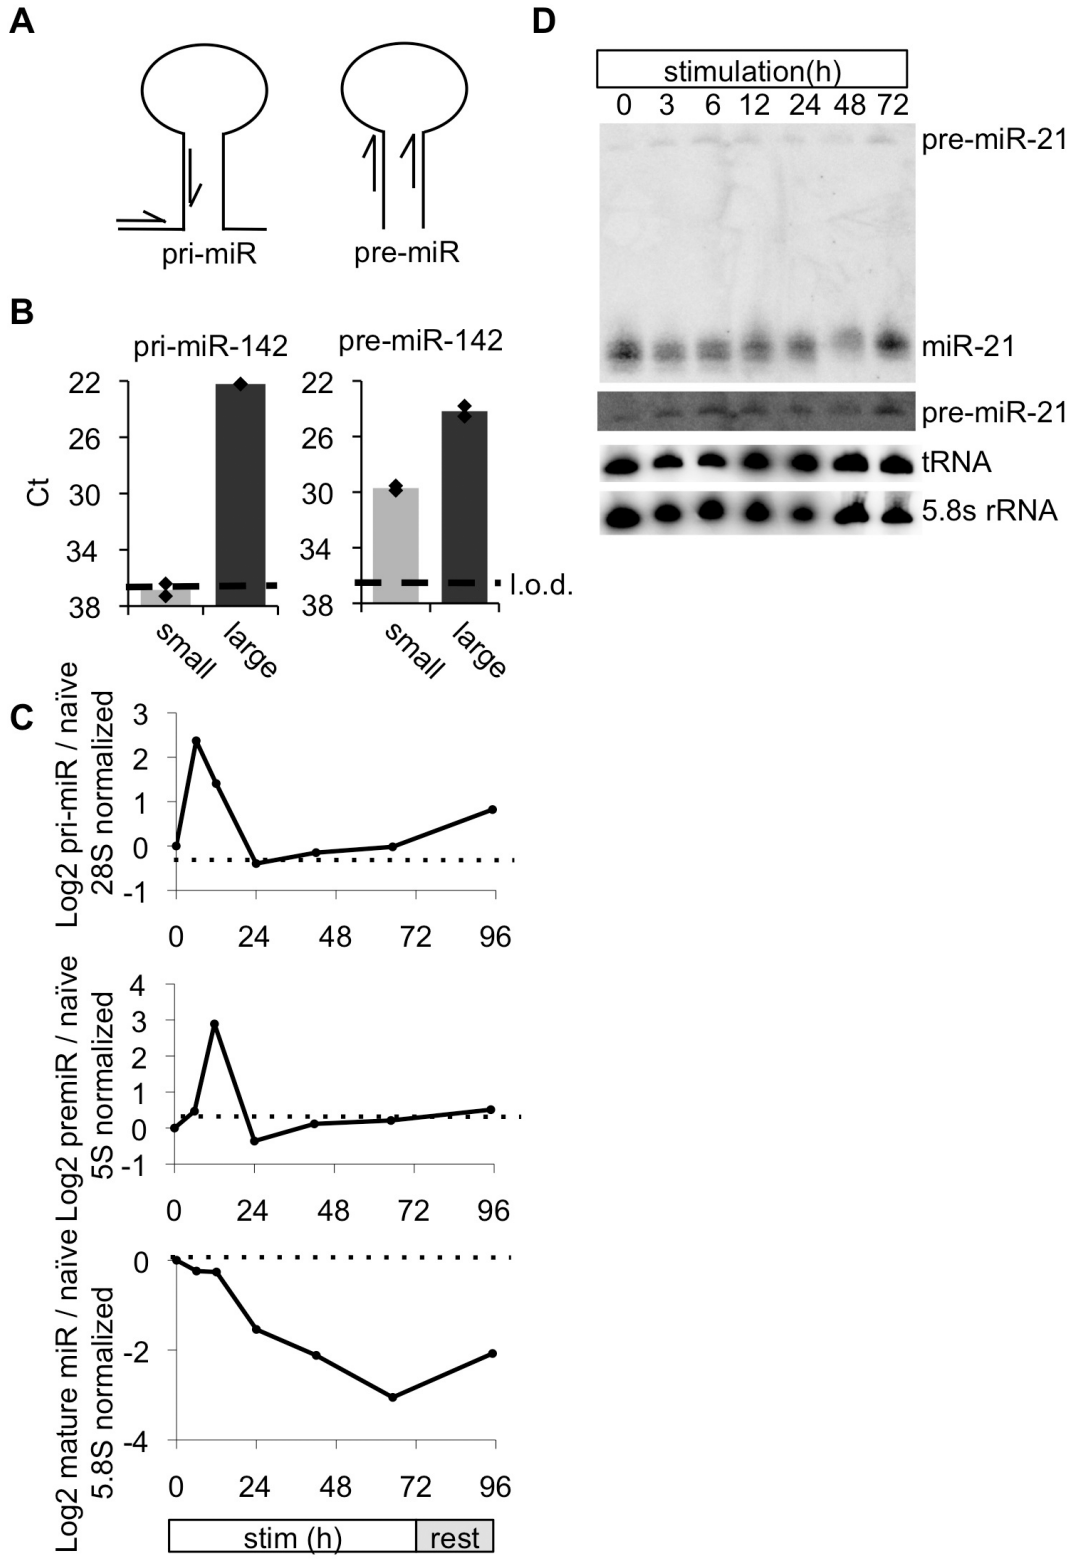 A
pri-miR
pre-miR
B
pri-miR-142
pre-miR-142
Ct
22
26
30
34
38
small
large
22
26
30
34
38
l.o.d.
small
large
C
Log2 pri-miR / naïve
28S normalized
3
2
1
0
-1
0 24 48 72 96
Log2 premiR / naïve
5S normalized
4
3
2
1
0
-1
0 24 48 72 96
Log2 mature miR / naïve
5.8S normalized
0
-2
-4
0 24 48 72 96
stim (h) rest
D
stimulation(h)
0 3 6 12 24 48 72
pre-miR-21
miR-21
pre-miR-21
tRNA
5.8s rRNA